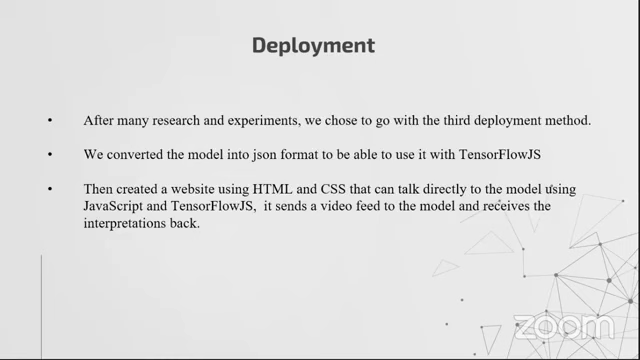 Deployment
• After many research and experiments, we chose to go with the third deployment method.
• We converted the model into json format to be able to use it with TensorFlowJS
• Then created a website using HTML and CSS that can talk directly to the model using
JavaScript and TensorFlowJS, it sends a video feed to the model and receives the
interpretations back.
zoom